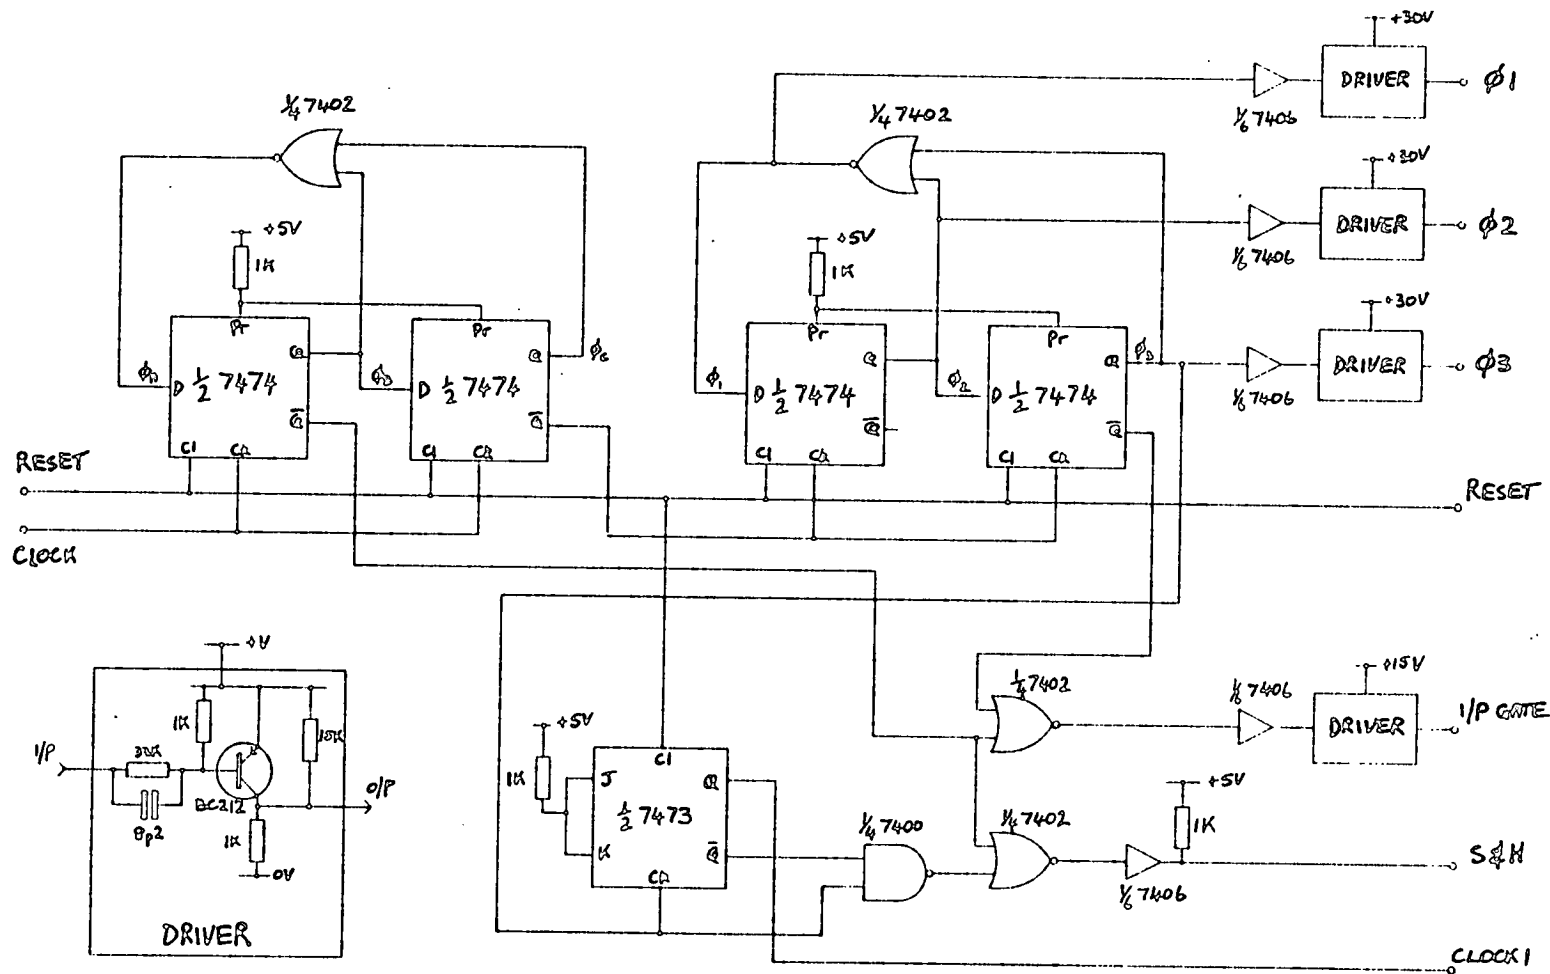 +30V
DRIVER
φ1
1/6 7406
1/4 7402
1/4 7402
+30V
DRIVER
φ2
1/6 7406
+5V
1K
+5V
1K
+30V
DRIVER
φ3
1/6 7406
Pr
Pr
Pr
Pr
Q
Q
φ3
Q
Q
D 1/2 7474
D 1/2 7474
φ1
D 1/2 7474
φ2
D 1/2 7474
Q̅
Q̅
Q̅
Q̅
Cl
Cl
Cl
Cl
RESET
RESET
CLOCK
+V
1K
I/P
BC212
O/P
8p2
1K
0V
DRIVER
+5V
1K
Cl
J
Q
1/2 7473
K
Q̅
1/4 7400
1/4 7402
1/4 7402
1/6 7406
+15V
DRIVER
I/P GATE
+5V
1K
S&H
1/6 7406
CLOCK 1